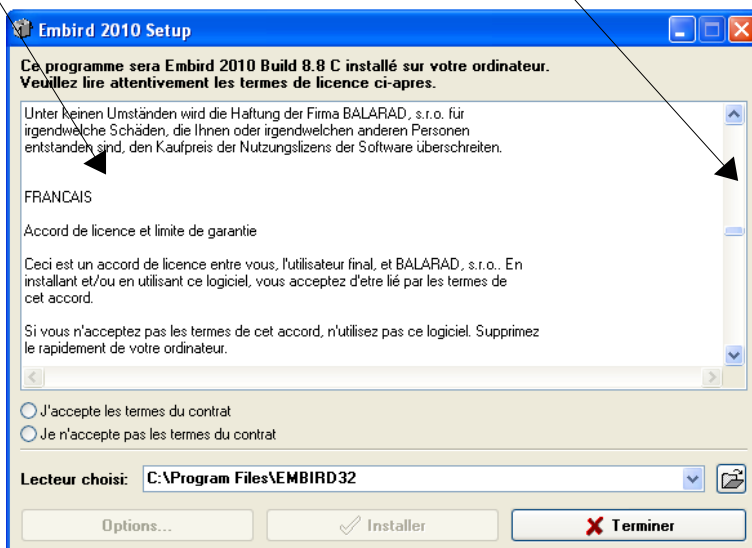 Embird 2010 Setup
Ce programme sera Embird 2010 Build 8.8 C installé sur votre ordinateur.
Veuillez lire attentivement les termes de licence ci-apres.
Unter keinen Umständen wird die Haftung der Firma BALARAD, s.r.o. für
irgendwelche Schäden, die Ihnen oder irgendwelchen anderen Personen
entstanden sind, den Kaufpreis der Nutzungslizens der Software überschreiten.
FRANCAIS
Accord de licence et limite de garantie
Ceci est un accord de licence entre vous, l'utilisateur final, et BALARAD, s.r.o.. En
installant et/ou en utilisant ce logiciel, vous acceptez d'etre lié par les termes de
cet accord.
Si vous n'acceptez pas les termes de cet accord, n'utilisez pas ce logiciel. Supprimez
le rapidement de votre ordinateur.
J'accepte les termes du contrat
Je n'accepte pas les termes du contrat
Lecteur choisi: C:\Program Files\EMBIRD32
Options... Installer Terminer